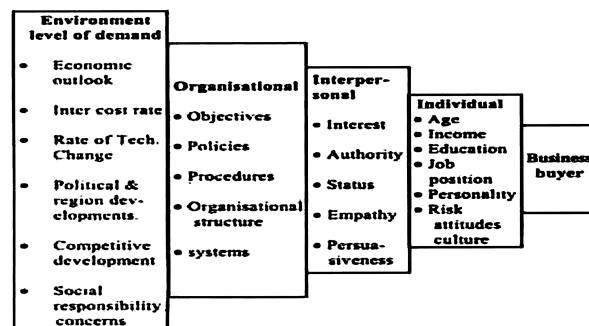 Environment
level of demand
• Economic
outlook
• Inter cost rate
• Rate of Tech.
Change
• Political &
region dev-
elopments.
• Competitive
development
• Social
responsibility
concerns
Organisational
• Objectives
• Policies
• Procedures
• Organisational
structure
• systems
Interper-
sonal
• Interest
• Authority
• Status
• Empathy
• Persua-
siveness
Individual
• Age
• Income
• Education
• Job
position
• Personality
• Risk
attitudes
culture
Business
buyer